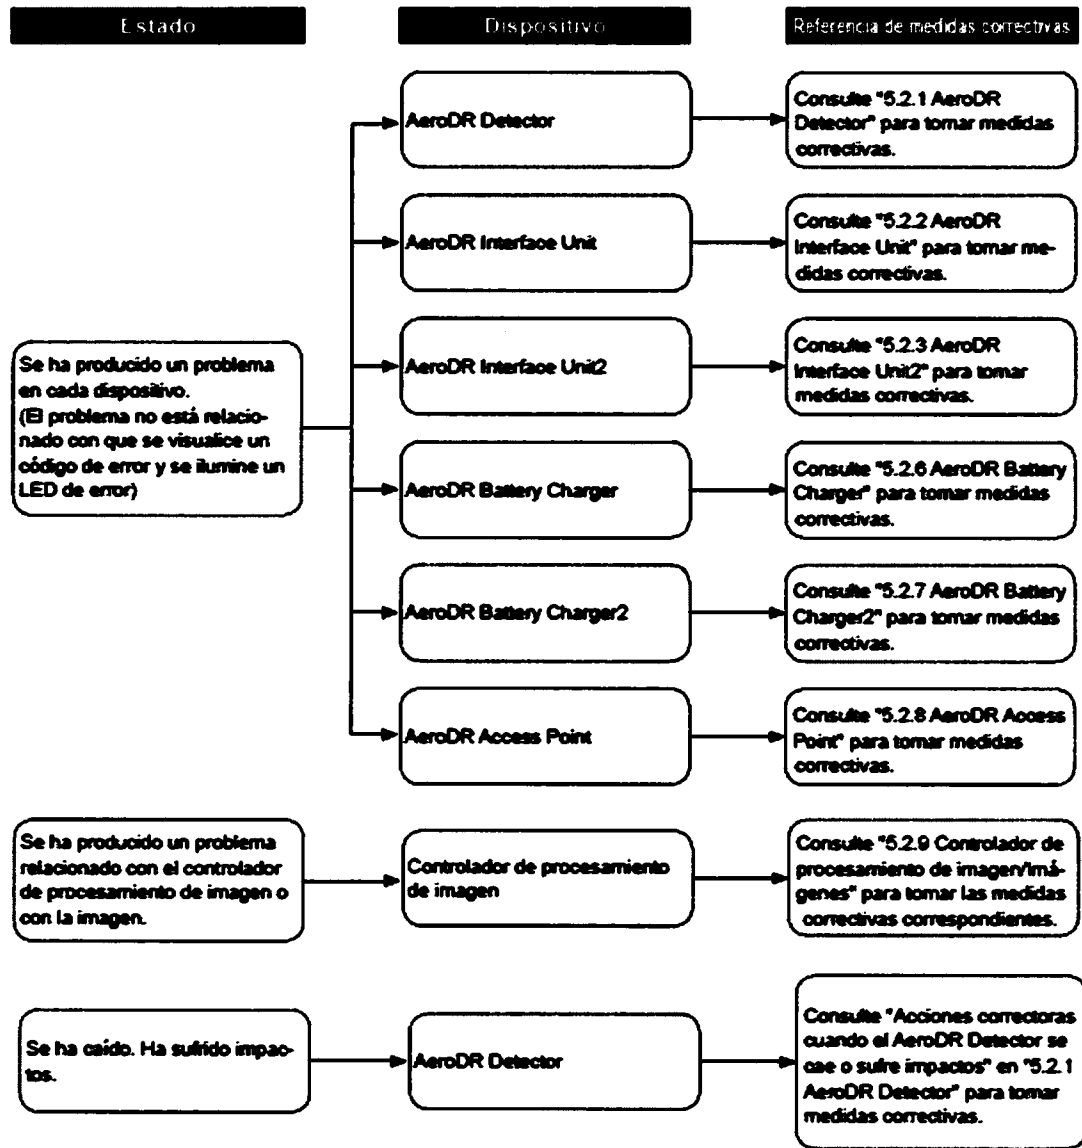 Estado
Dispositivo
Referencia de medidas correctivas
AeroDR Detector
Consulte "5.2.1 AeroDR
Detector" para tomar medidas
correctivas.
AeroDR Interface Unit
Consulte "5.2.2 AeroDR
Interface Unit" para tomar me-
didas correctivas.
Se ha producido un problema
en cada dispositivo.
(El problema no está relacio-
nado con que se visualice un
código de error y se ilumine un
LED de error)
AeroDR Interface Unit2
Consulte "5.2.3 AeroDR
Interface Unit2" para tomar
medidas correctivas.
AeroDR Battery Charger
Consulte "5.2.6 AeroDR Battery
Charger" para tomar medidas
correctivas.
AeroDR Battery Charger2
Consulte "5.2.7 AeroDR Battery
Charger2" para tomar medidas
correctivas.
AeroDR Access Point
Consulte "5.2.8 AeroDR Access
Point" para tomar medidas
correctivas.
Se ha producido un problema
relacionado con el controlador
de procesamiento de imagen o
con la imagen.
Controlador de procesamiento
de imagen
Consulte "5.2.9 Controlador de
procesamiento de imagen/Imá-
genes" para tomar las medidas
correctivas correspondientes.
Se ha caído. Ha sufrido impac-
tos.
AeroDR Detector
Consulte "Acciones correctoras
cuando el AeroDR Detector se
cae o sufre impactos" en "5.2.1
AeroDR Detector" para tomar
medidas correctivas.